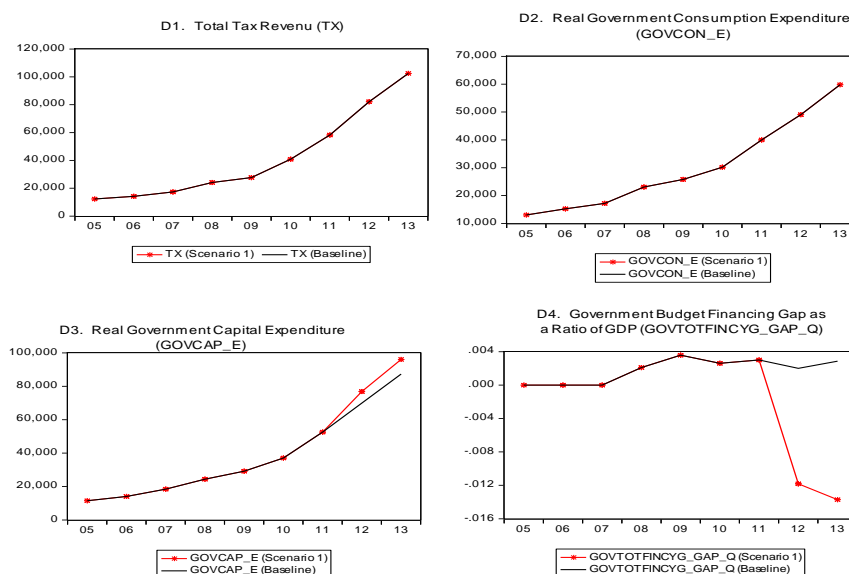 D1. Total Tax Revenu (TX)
120,000
100,000
80,000
60,000
40,000
20,000
0
05 06 07 08 09 10 11 12 13
TX (Scenario 1) TX (Baseline)
D2. Real Government Consumption Expenditure
(GOVCON_E)
70,000
60,000
50,000
40,000
30,000
20,000
10,000
05 06 07 08 09 10 11 12 13
GOVCON_E (Scenario 1)
GOVCON_E (Baseline)
D3. Real Government Capital Expenditure
(GOVCAP_E)
100,000
80,000
60,000
40,000
20,000
0
05 06 07 08 09 10 11 12 13
GOVCAP_E (Scenario 1)
GOVCAP_E (Baseline)
D4. Government Budget Financing Gap as
a Ratio of GDP (GOVTOTFINCYG_GAP_Q)
.004
.000
-.004
-.008
-.012
-.016
05 06 07 08 09 10 11 12 13
GOVTOTFINCYG_GAP_Q (Scenario 1)
GOVTOTFINCYG_GAP_Q (Baseline)